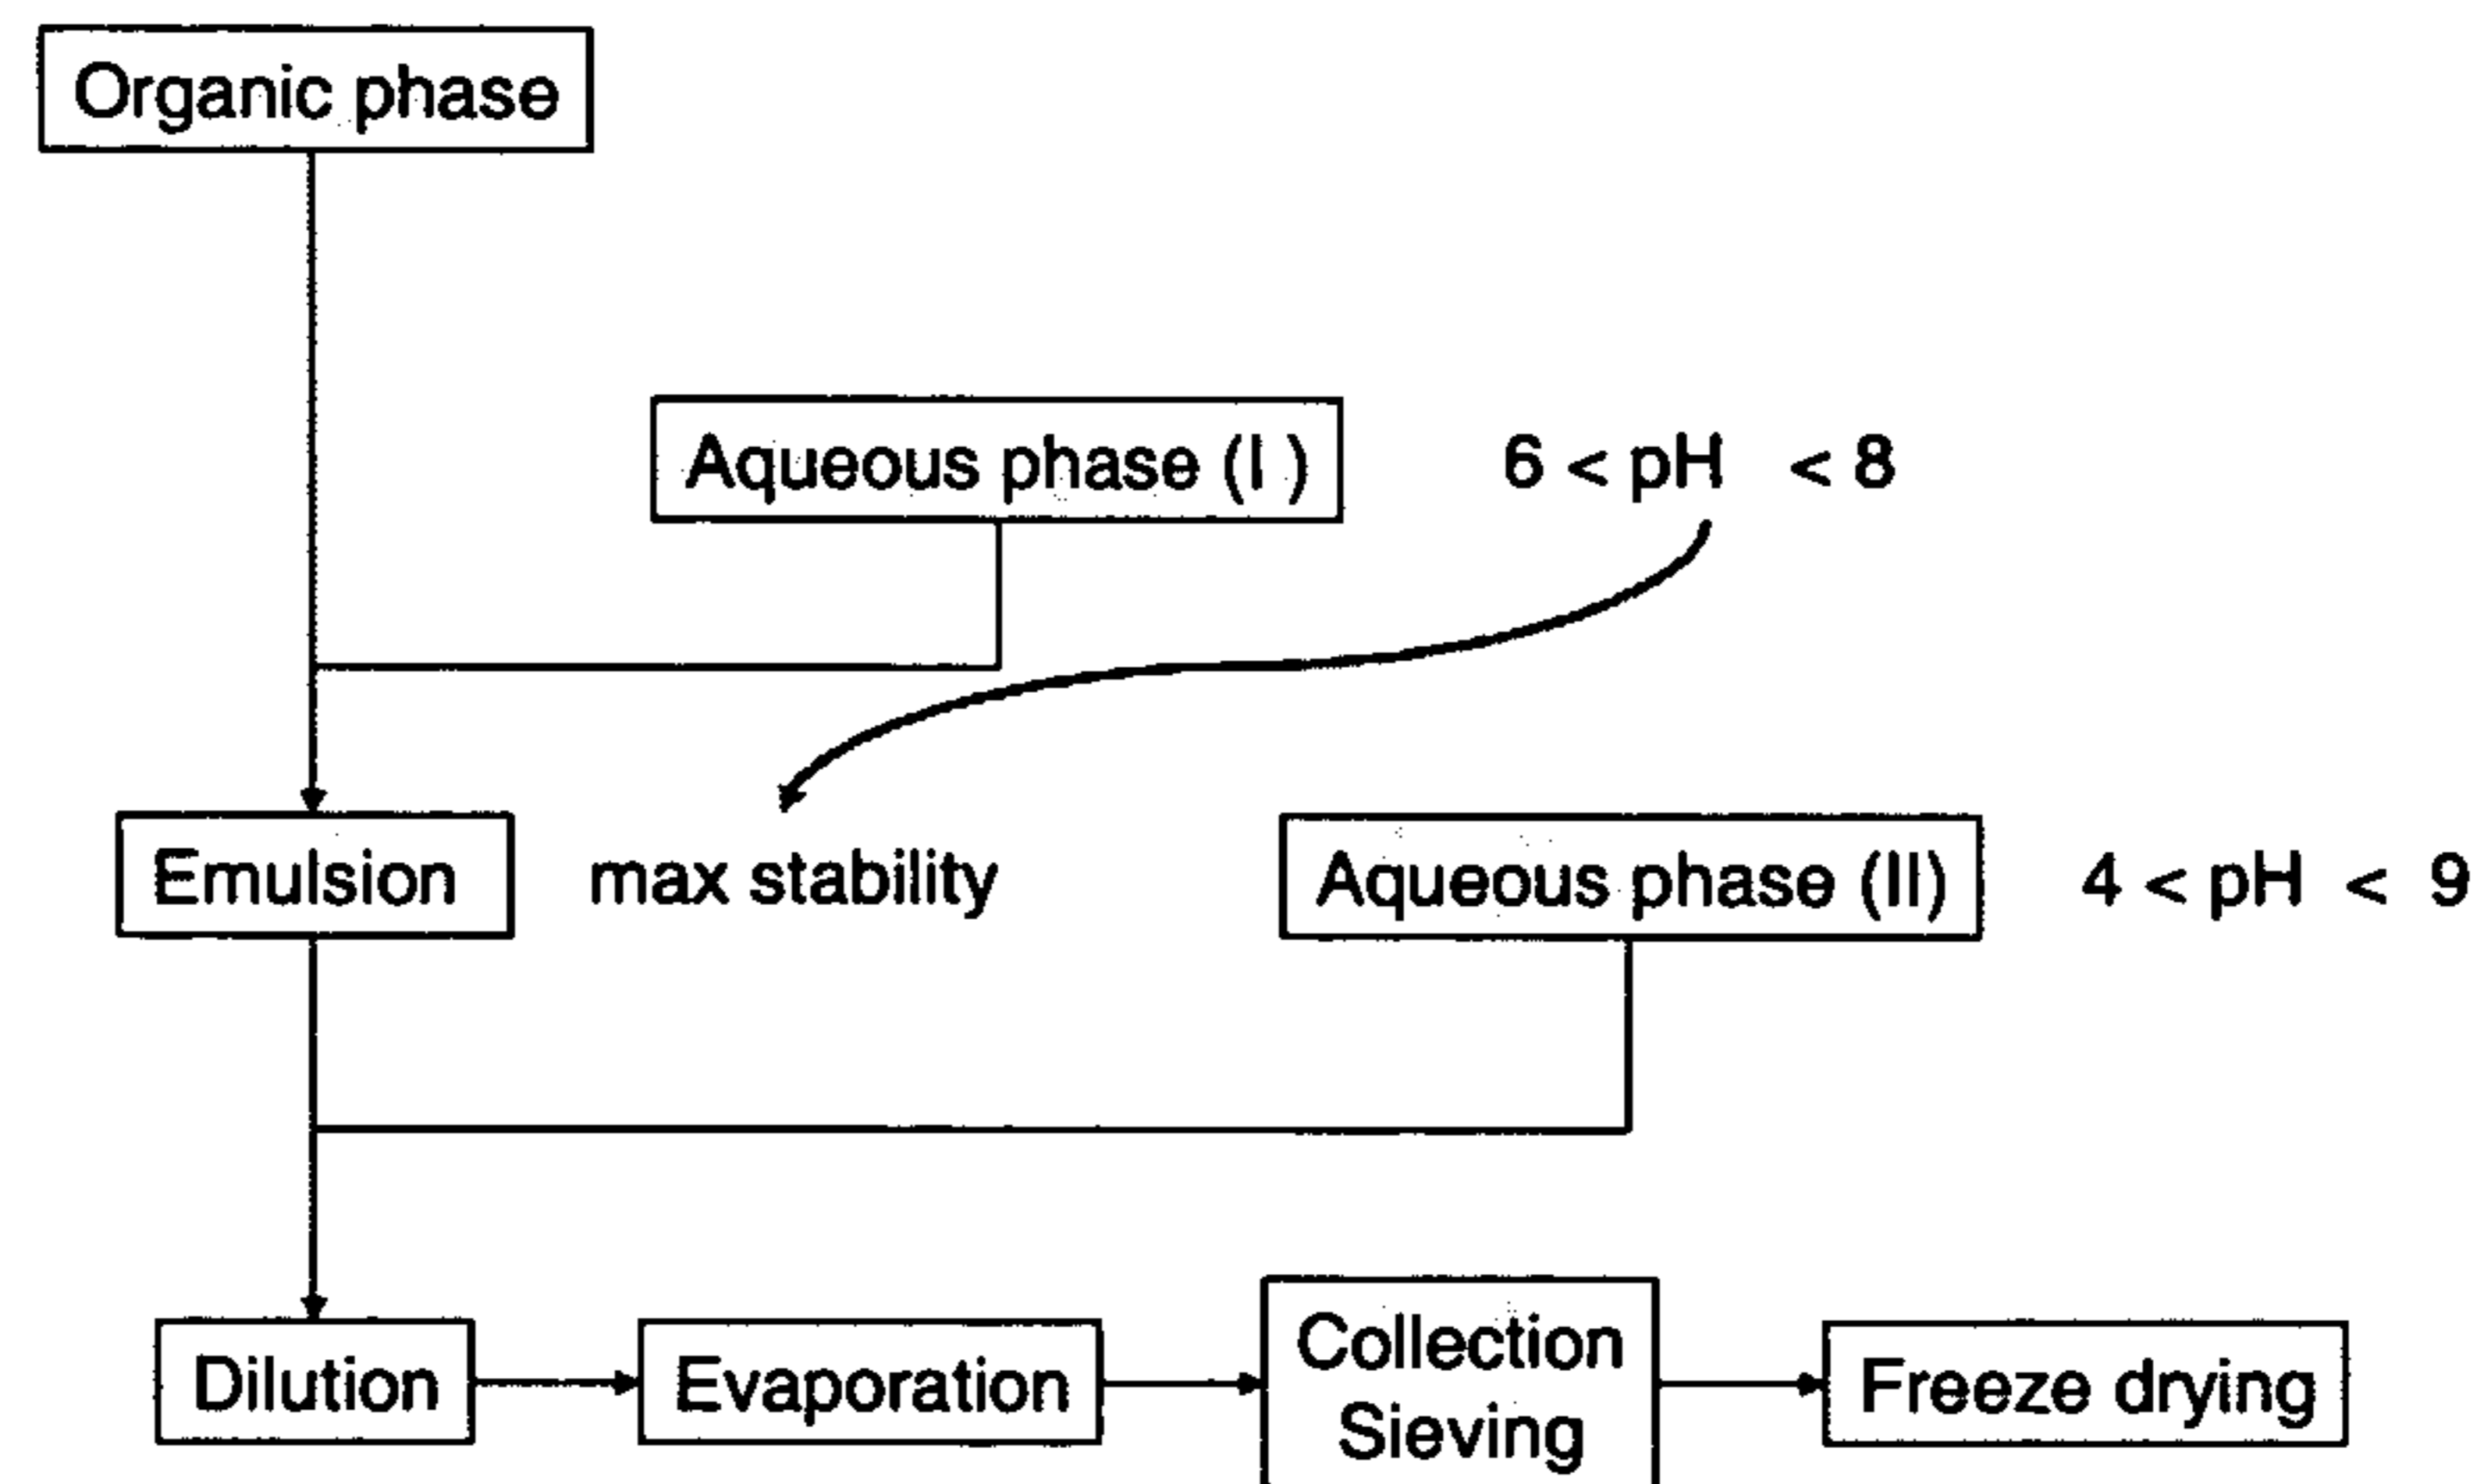 Organic phase
Aqueous phase (I )
6 < pH < 8
Emulsion
max stability
Aqueous phase (II)
4 < pH < 9
Dilution
Evaporation
Collection
Sieving
Freeze drying